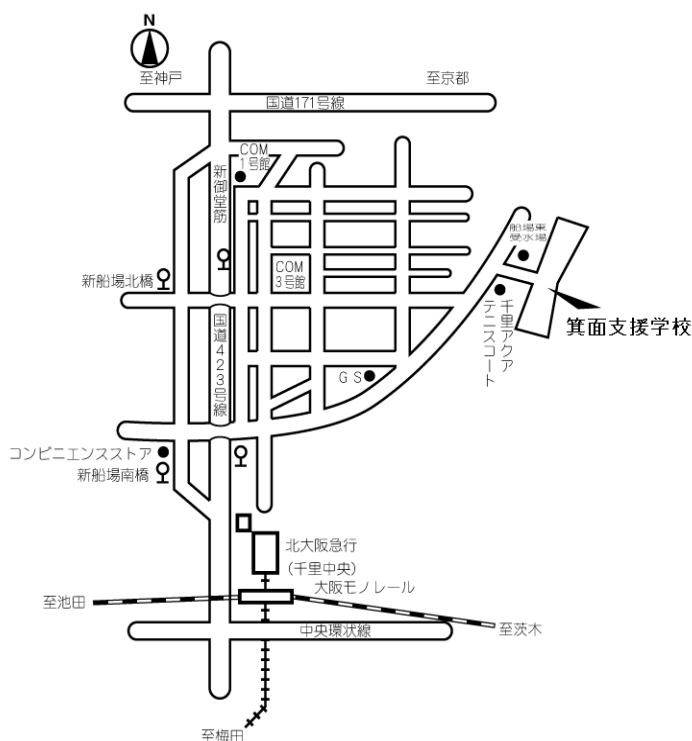 N
至神戸
至京都
国道171号線
COM
1号館
新御堂筋
船場東
受水場
新船場北橋
COM
3号館
千里アクア
テニスコート
箕面支援学校
国道423号線
GS
コンビニエンスストア
新船場南橋
北大阪急行
(千里中央)
大阪モノレール
至池田
中央環状線
至茨木
至梅田